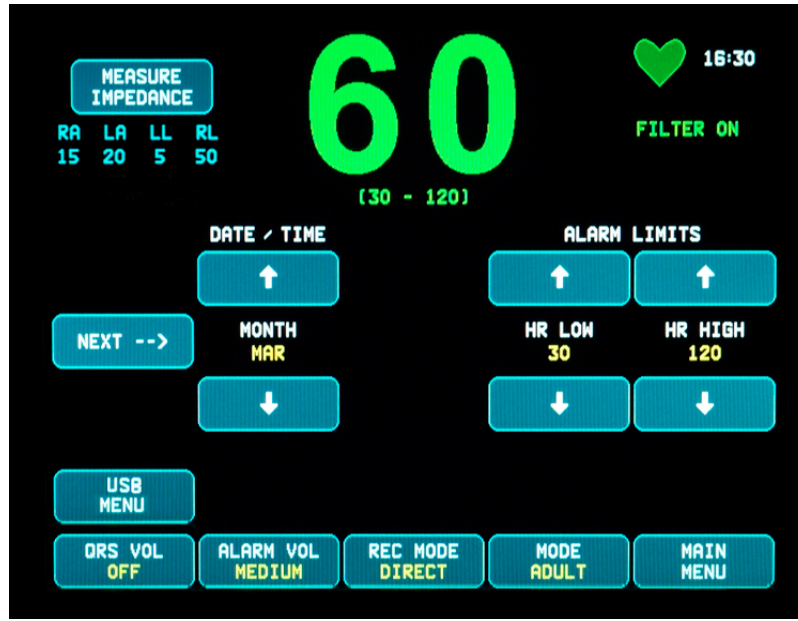 MEASURE
IMPEDANCE
RA LA LL RL
15 20 5 50
60
(30 - 120)
16:30
FILTER ON
DATE / TIME
ALARM LIMITS
NEXT -->
MONTH
MAR
HR LOW
30
HR HIGH
120
USB
MENU
QRS VOL
OFF
ALARM VOL
MEDIUM
REC MODE
DIRECT
MODE
ADULT
MAIN
MENU